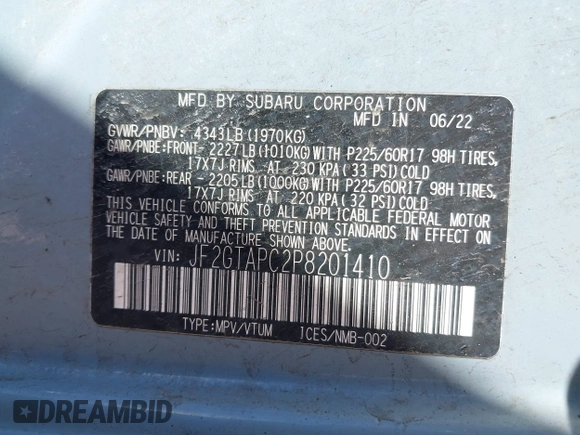 MFD BY SUBARU CORPORATION
MFD IN 06/22
GVWR/PNBV: 4343LB(1970KG)
GAWR/PNBE:FRONT- 2227LB(1010KG)WITH P225/60R17 98H TIRES,
17X7J RIMS AT 230 KPA (33 PSI)COLD
GAWR/PNBE:REAR - 2205LB(1000KG)WITH P225/60R17 98H TIRES,
17X7J RIMS AT 220 KPA (32 PSI)COLD
THIS VEHICLE CONFORMS TO ALL APPLICABLE FEDERAL MOTOR
VEHICLE SAFETY AND THEFT PREVENTION STANDARDS IN EFFECT
ON THE DATE OF MANUFACTURE SHOWN ABOVE.
VIN: JF2GTAPC2P8201410
TYPE:MPV/VTUM ICES/NMB-002
DREAMBID